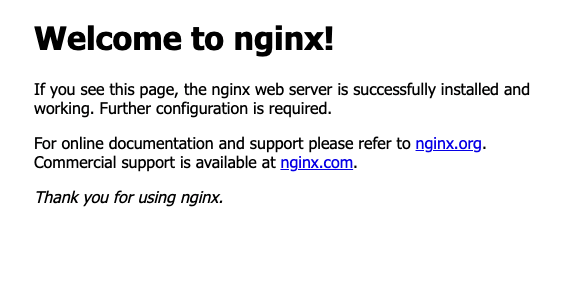 Welcome to nginx!
If you see this page, the nginx web server is successfully installed and
working. Further configuration is required.
For online documentation and support please refer to nginx.org.
Commercial support is available at nginx.com.
Thank you for using nginx.